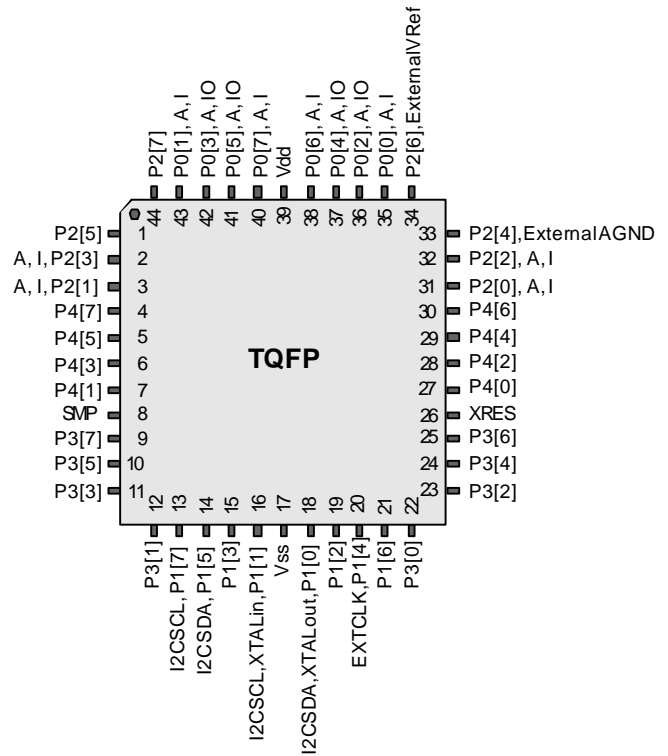 P2[7]
P0[1], A, I
P0[3], A, IO
P0[5], A, IO
P0[7], A, I
Vdd
P0[6], A, I
P0[4], A, IO
P0[2], A, IO
P0[0], A, I
P2[6], ExternalVRef
44
43
42
41
40
39
38
37
36
35
34
P2[5] 1
A, I, P2[3] 2
A, I, P2[1] 3
P4[7] 4
P4[5] 5
P4[3] 6
P4[1] 7
SMP 8
P3[7] 9
P3[5] 10
P3[3] 11
TQFP
33 P2[4], ExternalAGND
32 P2[2], A, I
31 P2[0], A, I
30 P4[6]
29 P4[4]
28 P4[2]
27 P4[0]
26 XRES
25 P3[6]
24 P3[4]
23 P3[2]
12
13
14
15
16
17
18
19
20
21
22
P3[1]
I2CSCL, P1[7]
I2CSDA, P1[5]
P1[3]
I2CSCL, XTALin, P1[1]
Vss
I2CSDA, XTALout, P1[0]
P1[2]
EXTCLK, P1[4]
P1[6]
P3[0]